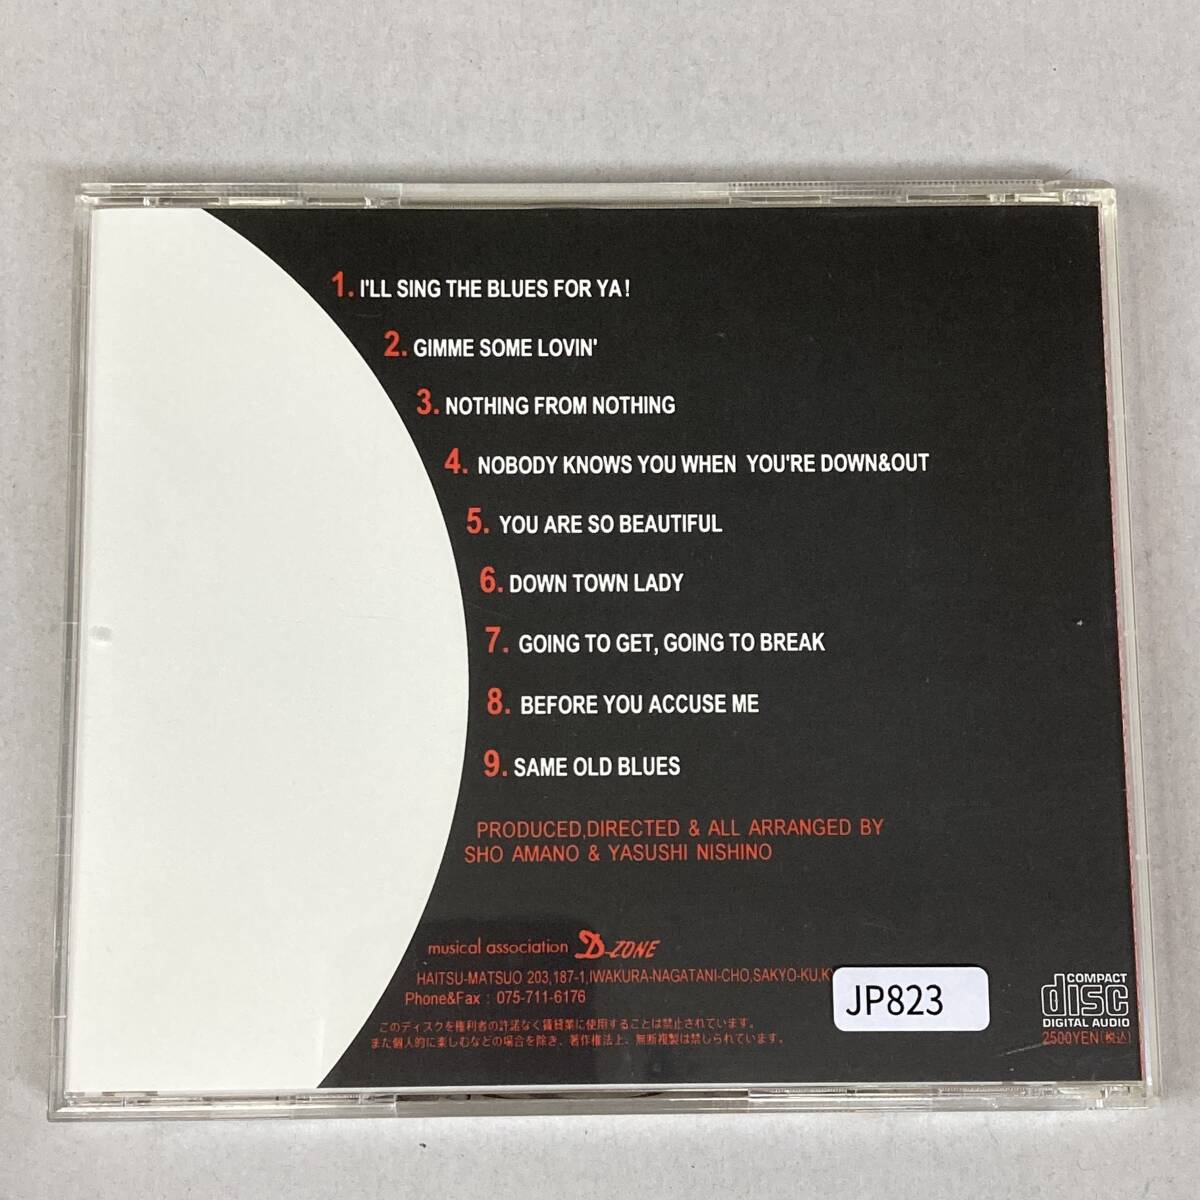 1. I'LL SING THE BLUES FOR YA!
2. GIMME SOME LOVIN'
3. NOTHING FROM NOTHING
4. NOBODY KNOWS YOU WHEN YOU'RE DOWN&OUT
5. YOU ARE SO BEAUTIFUL
6. DOWN TOWN LADY
7. GOING TO GET, GOING TO BREAK
8. BEFORE YOU ACCUSE ME
9. SAME OLD BLUES
PRODUCED,DIRECTED & ALL ARRANGED BY
SHO AMANO & YASUSHI NISHINO
musical association D-ZONE
HAITSU-MATSUO 203,187-1,IWAKURA-NAGATANI-CHO,SAKYO-KU,
Phone&Fax : 075-711-6176
このディスクを権利者の許諾なく賃貸業に使用することは禁止されています。
また個人的に楽しむなどの場合を除き、著作権法上、無断複製は禁じられています。
JP823
COMPACT
disc
DIGITAL AUDIO
2500YEN(税込)